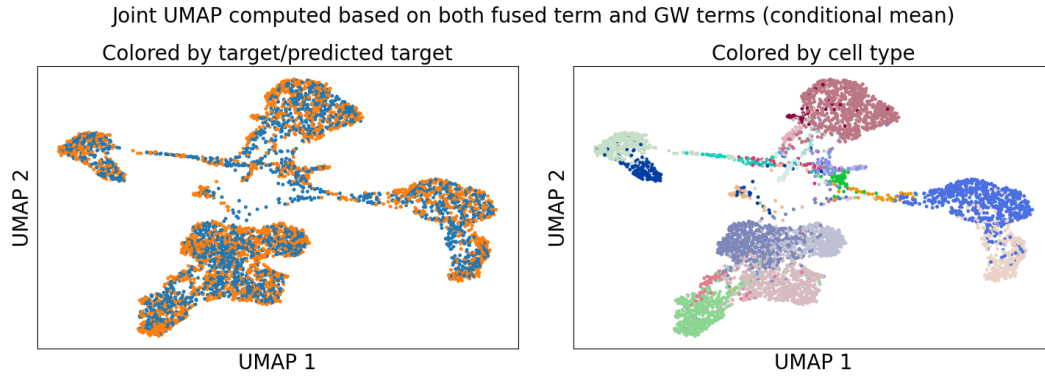 Joint UMAP computed based on both fused term and GW terms (conditional mean)
Colored by target/predicted target
Colored by cell type
UMAP 2
UMAP 2
UMAP 1
UMAP 1